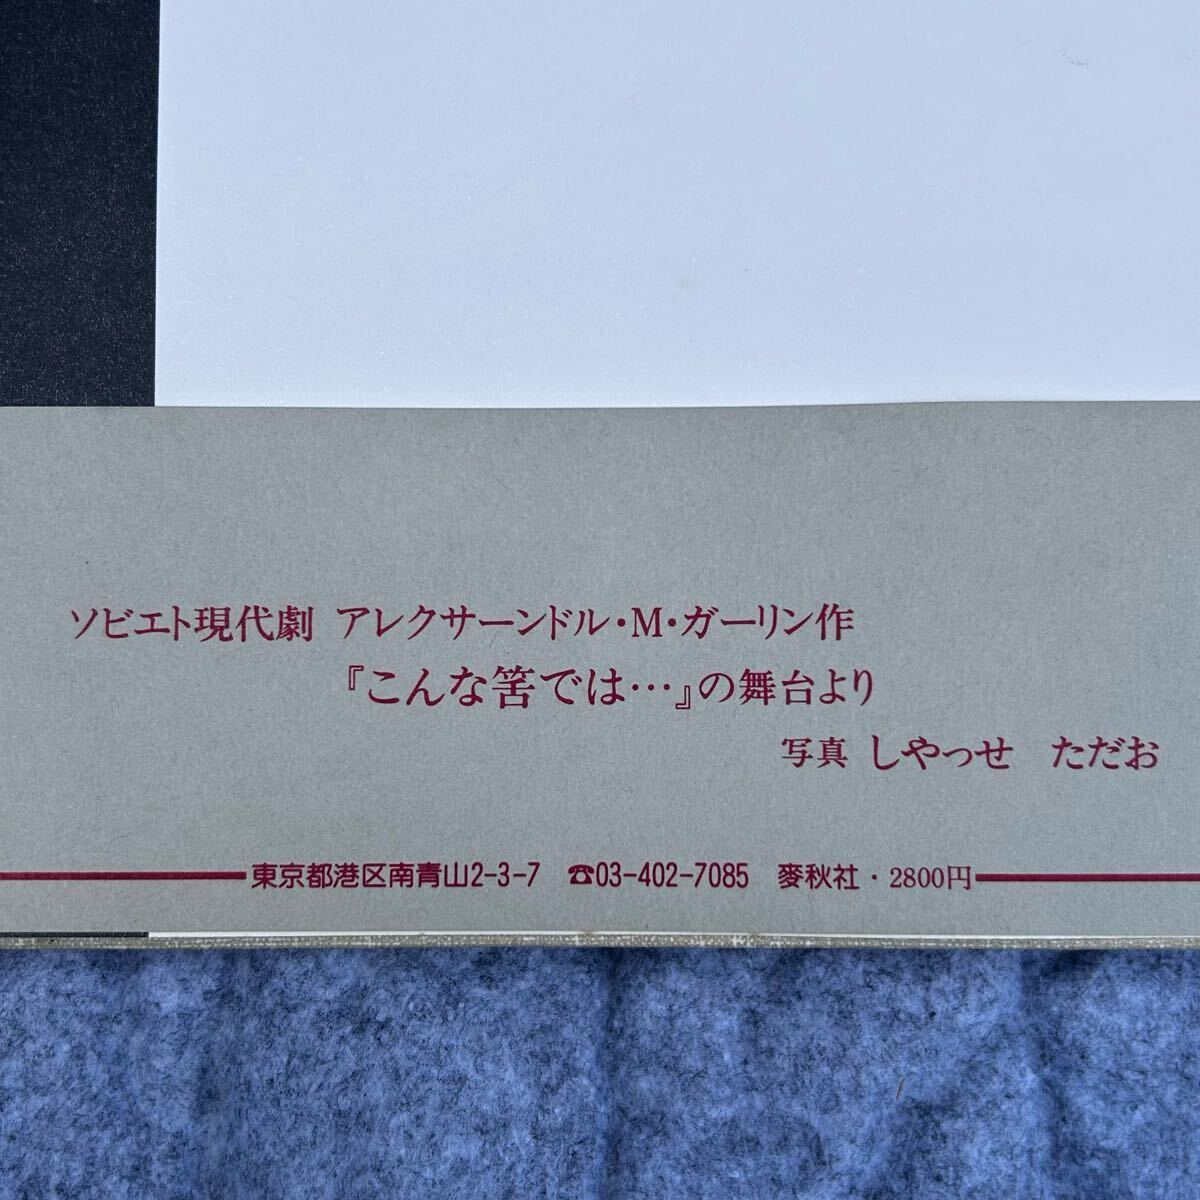 ソビエト現代劇 アレクサーンドル・M・ガーリン作
『こんな筈では…』の舞台より
写真 しやっせ ただお
東京都港区南青山2-3-7 ☎03-402-7085 麥秋社・2800円